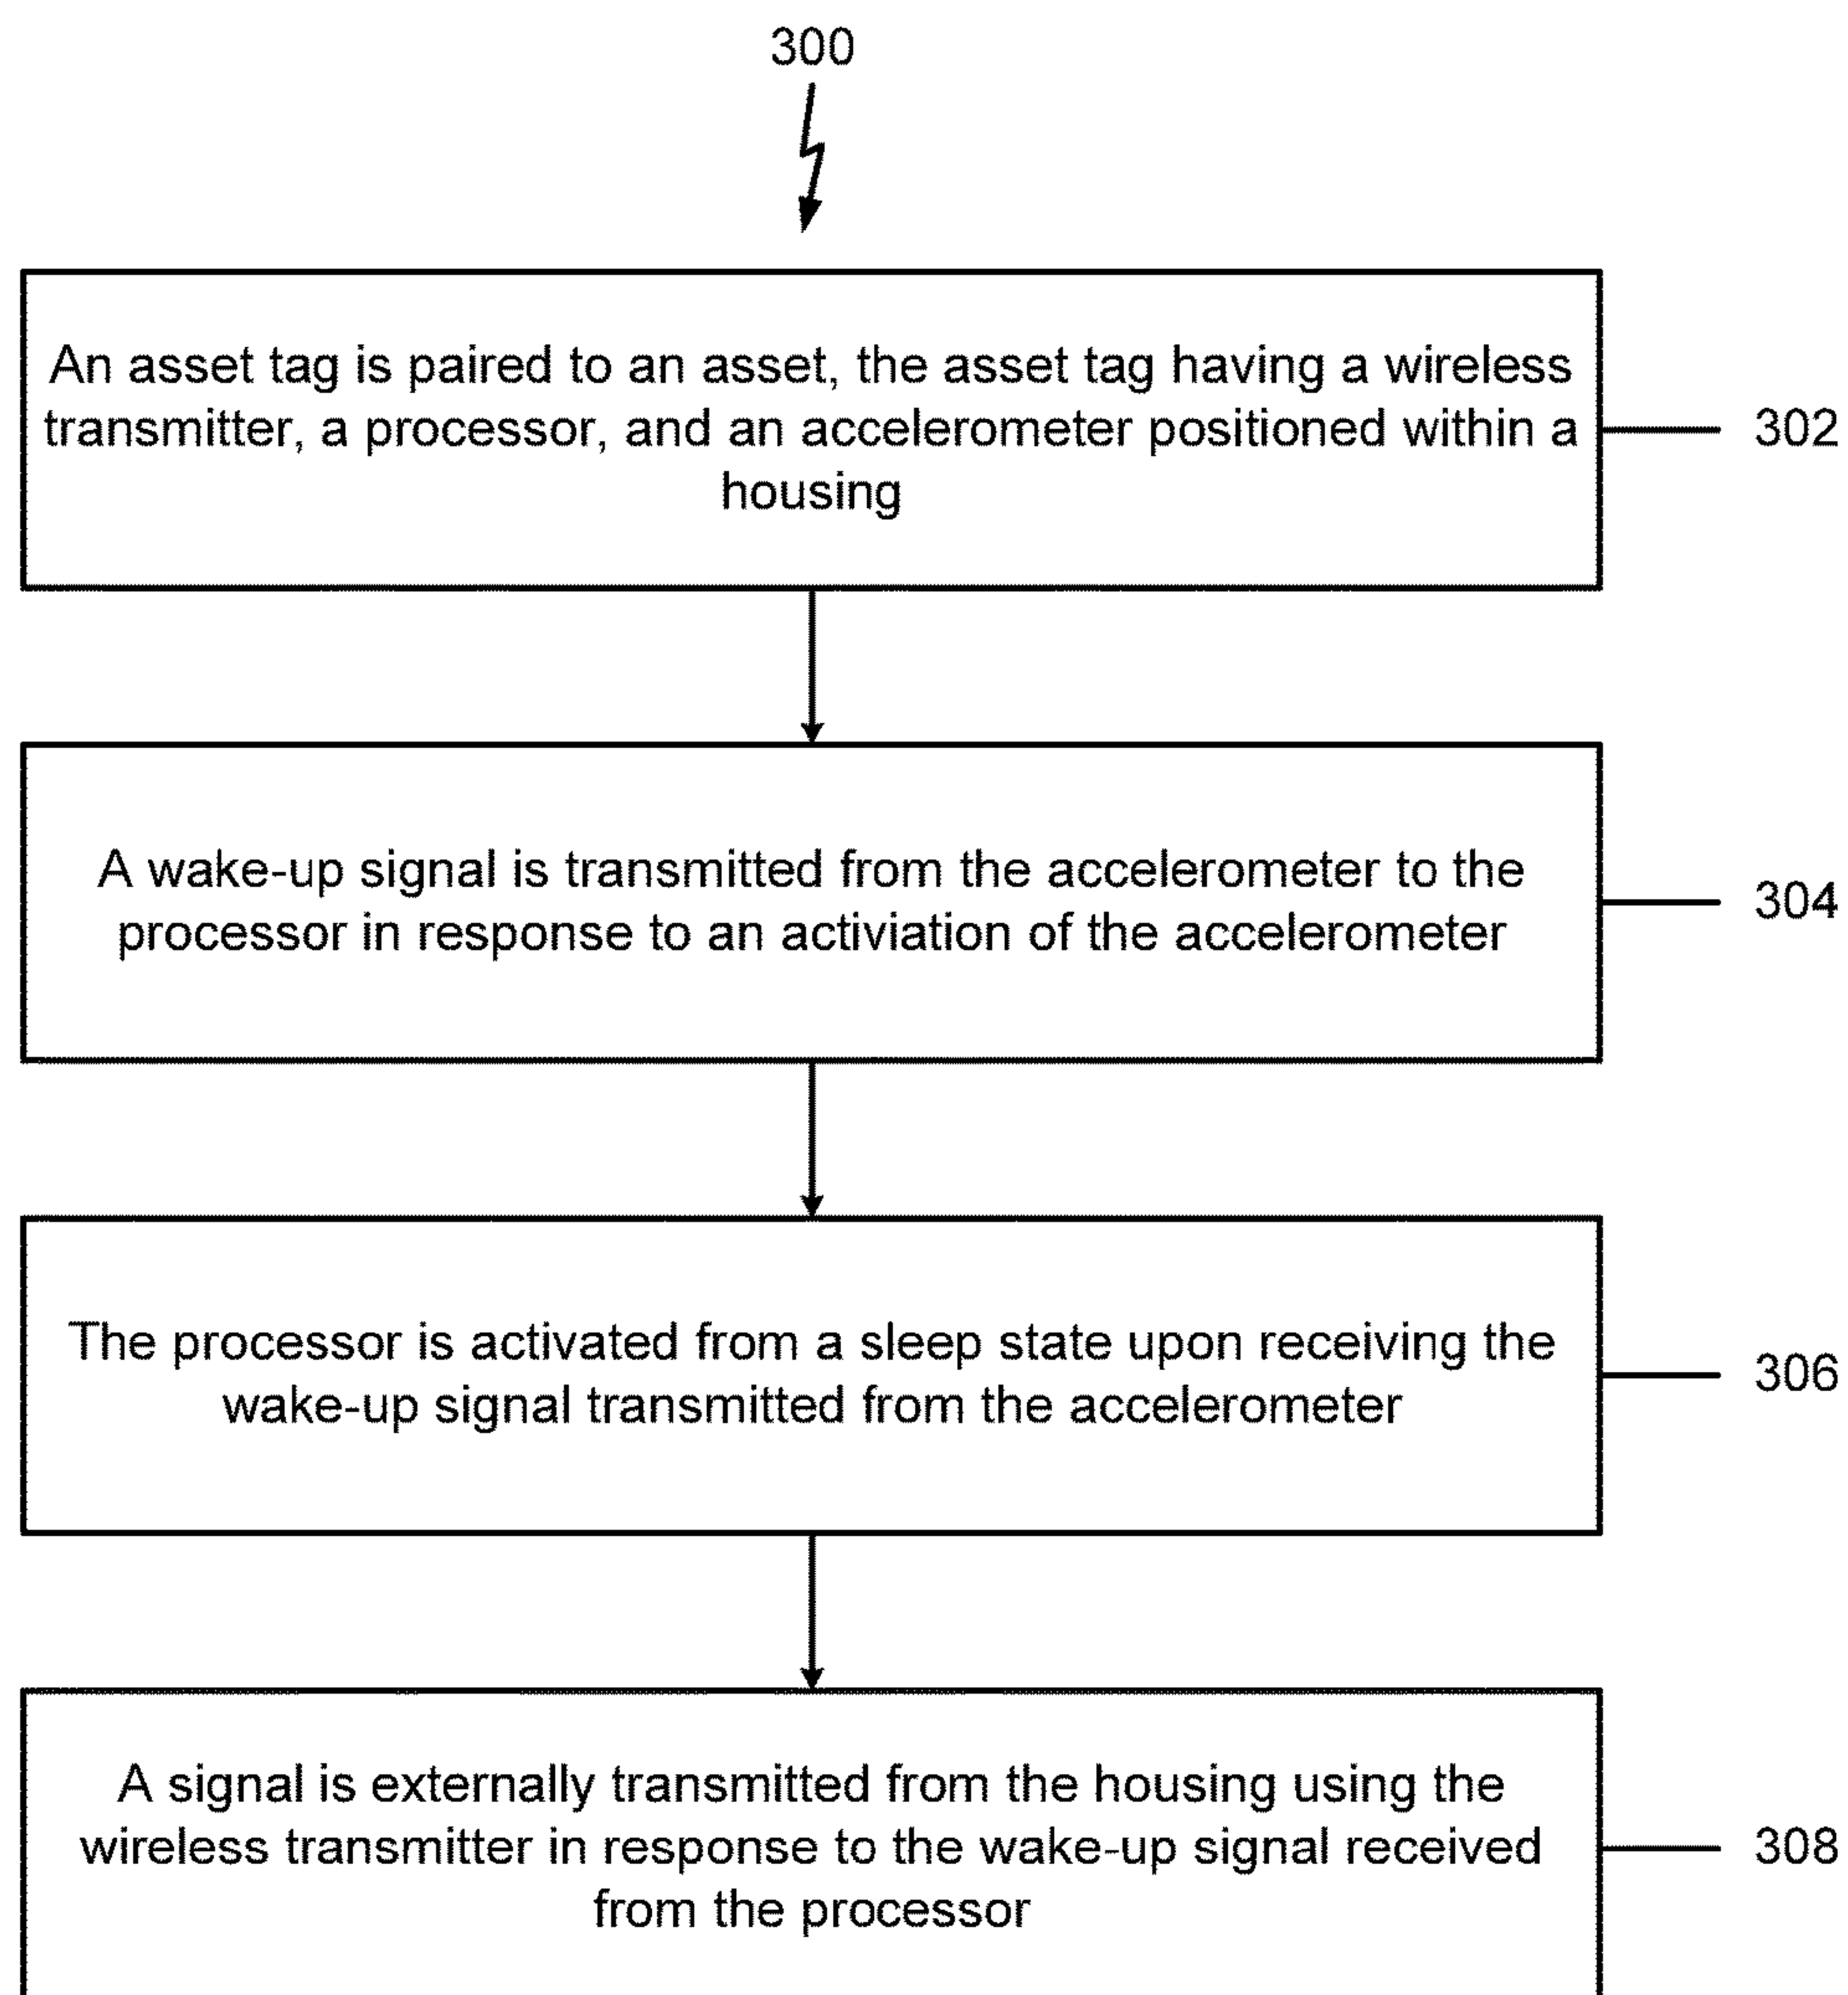 300
An asset tag is paired to an asset, the asset tag having a wireless
transmitter, a processor, and an accelerometer positioned within a
housing
302
A wake-up signal is transmitted from the accelerometer to the
processor in response to an activiation of the accelerometer
304
The processor is activated from a sleep state upon receiving the
wake-up signal transmitted from the accelerometer
306
A signal is externally transmitted from the housing using the
wireless transmitter in response to the wake-up signal received
from the processor
308